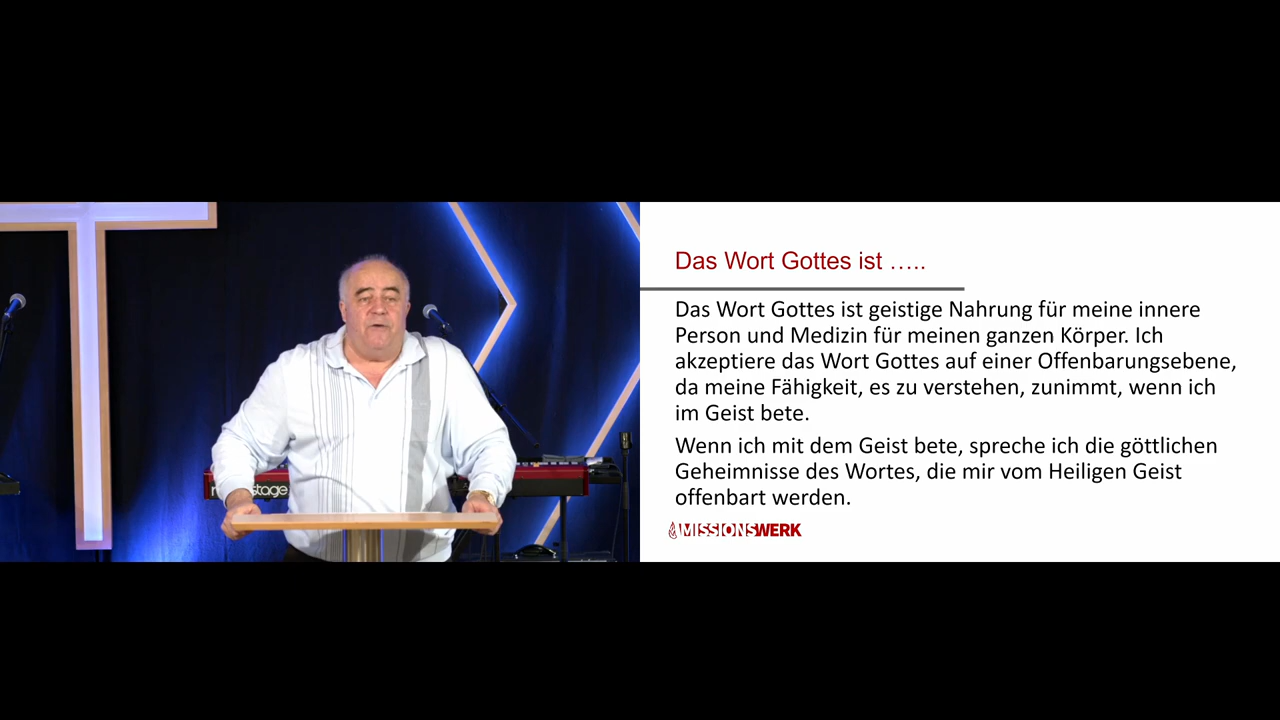 Das Wort Gottes ist …..
Das Wort Gottes ist geistige Nahrung für meine innere
Person und Medizin für meinen ganzen Körper. Ich
akzeptiere das Wort Gottes auf einer Offenbarungsebene,
da meine Fähigkeit, es zu verstehen, zunimmt, wenn ich
im Geist bete.
Wenn ich mit dem Geist bete, spreche ich die göttlichen
Geheimnisse des Wortes, die mir vom Heiligen Geist
offenbart werden.
MISSIONSWERK